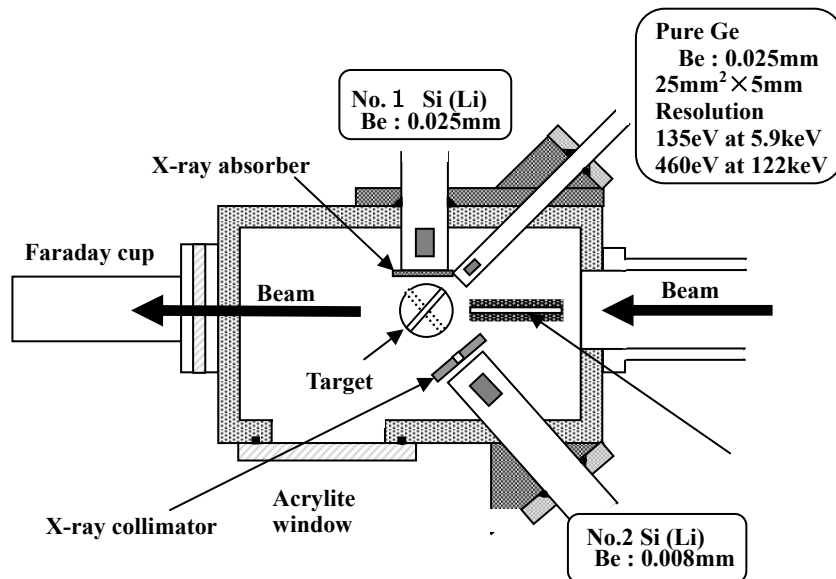 Pure Ge
Be : 0.025mm
25mm²×5mm
Resolution
135eV at 5.9keV
460eV at 122keV
No.１ Si (Li)
Be : 0.025mm
X-ray absorber
Faraday cup
Beam
Beam
Target
X-ray collimator
Acrylite
window
No.2 Si (Li)
Be : 0.008mm